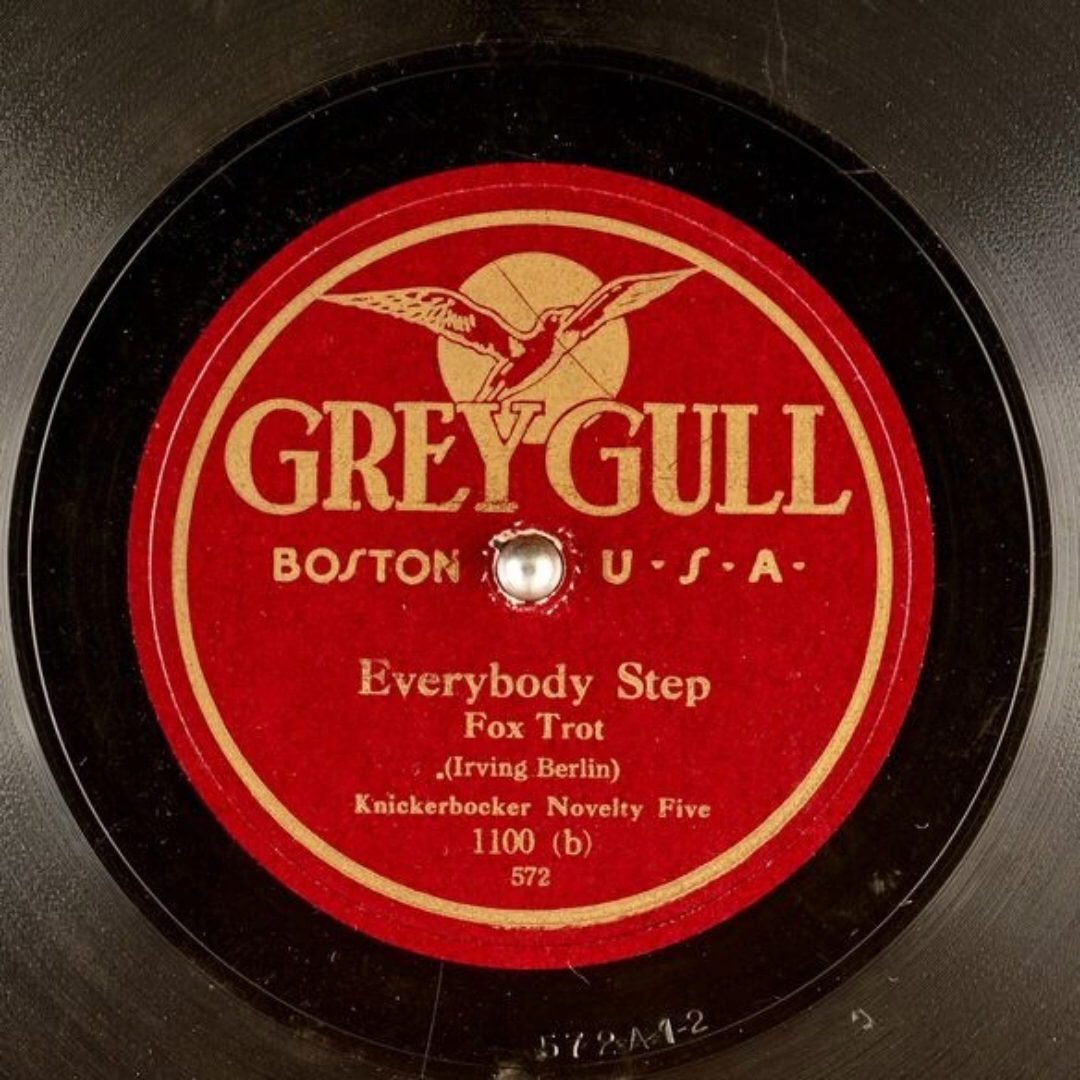 GREY GULL
BOSTON U·S·A·
Everybody Step
Fox Trot
(Irving Berlin)
Knickerbocker Novelty Five
1100 (b)
572
572-A-1-2